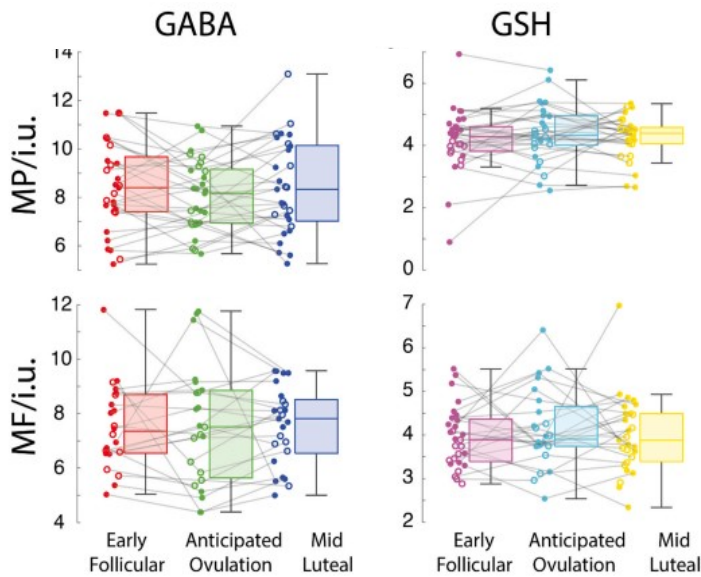 GABA
GSH
MP/i.u.
14
12
10
8
6
6
4
2
0
MF/i.u.
12
10
8
6
4
7
6
5
4
3
2
Early Follicular
Anticipated Ovulation
Mid Luteal
Early Follicular
Anticipated Ovulation
Mid Luteal